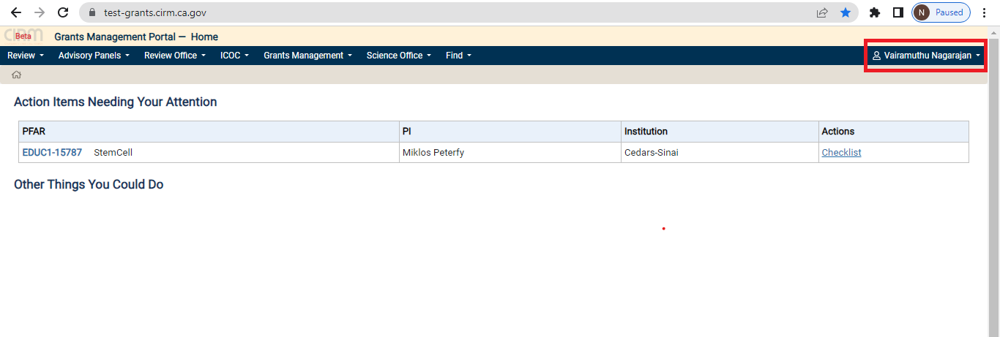 test-grants.cirm.ca.gov N Paused
CIRM Beta Grants Management Portal — Home
Review Advisory Panels Review Office ICOC Grants Management Science Office Find Vairamuthu Nagarajan
Action Items Needing Your Attention
PFAR PI Institution Actions
EDUC1-15787 StemCell Miklos Peterfy Cedars-Sinai Checklist
Other Things You Could Do